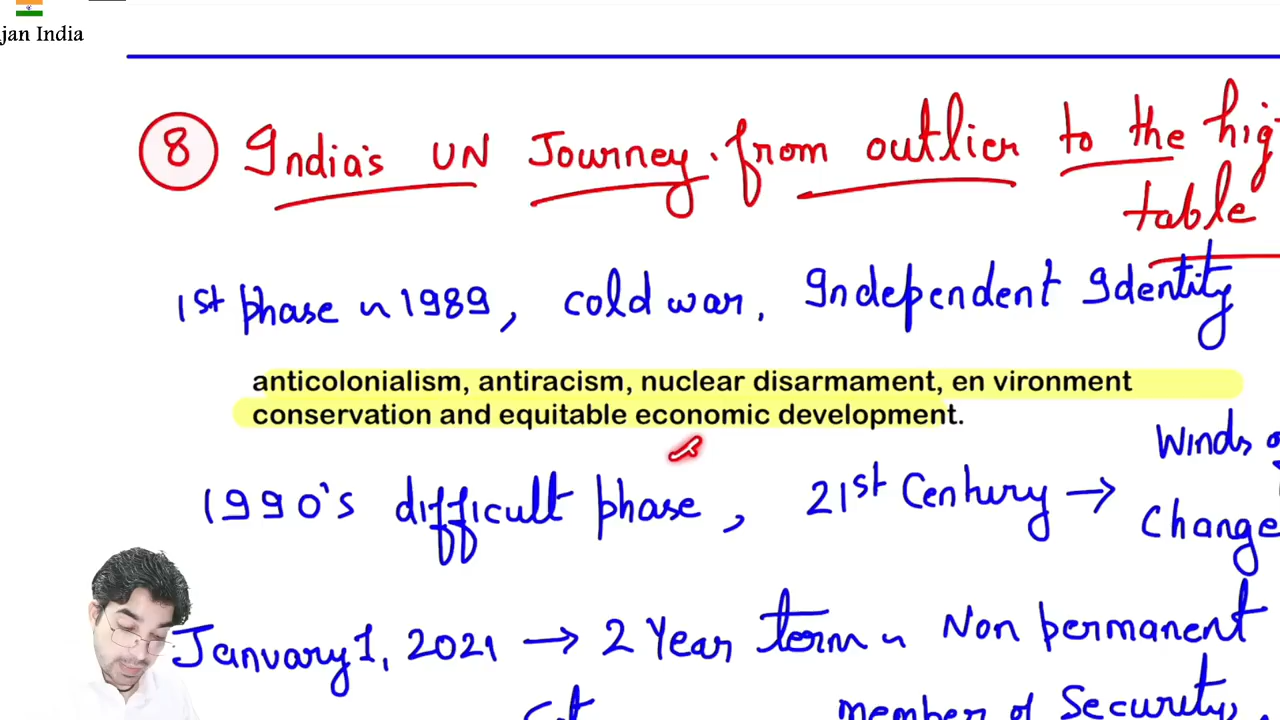 jan India
8 India's UN Journey. from outlier to the hig
table
1st phase n 1989, cold war. Independent Identity
anticolonialism, antiracism, nuclear disarmament, en vironment
conservation and equitable economic development.
Winds o
1990's difficult phase, 21st Century → Change
January 1, 2021 → 2 Year term n Non permanent
member of Security